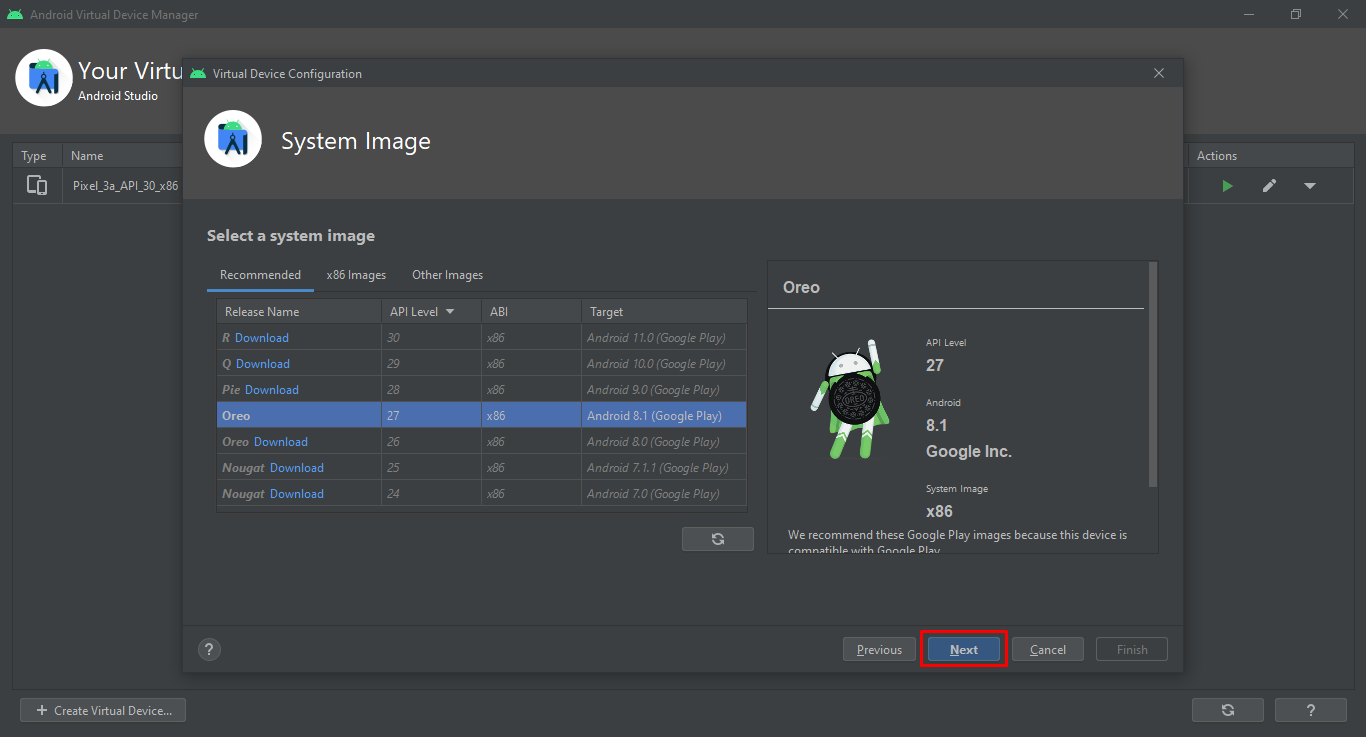 Android Virtual Device Manager
Your Virtu
Android Studio
Type Name Actions
Pixel_3a_API_30_x86
Virtual Device Configuration
System Image
Select a system image
Recommended x86 Images Other Images
Release Name API Level ABI Target
R Download 30 x86 Android 11.0 (Google Play)
Q Download 29 x86 Android 10.0 (Google Play)
Pie Download 28 x86 Android 9.0 (Google Play)
Oreo 27 x86 Android 8.1 (Google Play)
Oreo Download 26 x86 Android 8.0 (Google Play)
Nougat Download 25 x86 Android 7.1.1 (Google Play)
Nougat Download 24 x86 Android 7.0 (Google Play)
Oreo
OREO
API Level
27
Android
8.1
Google Inc.
System Image
x86
We recommend these Google Play images because this device is
compatible with Google Play
? Previous Next Cancel Finish
+ Create Virtual Device... ?